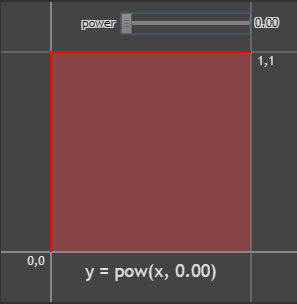 power 0.00
1,1
0,0
y = pow(x, 0.00)